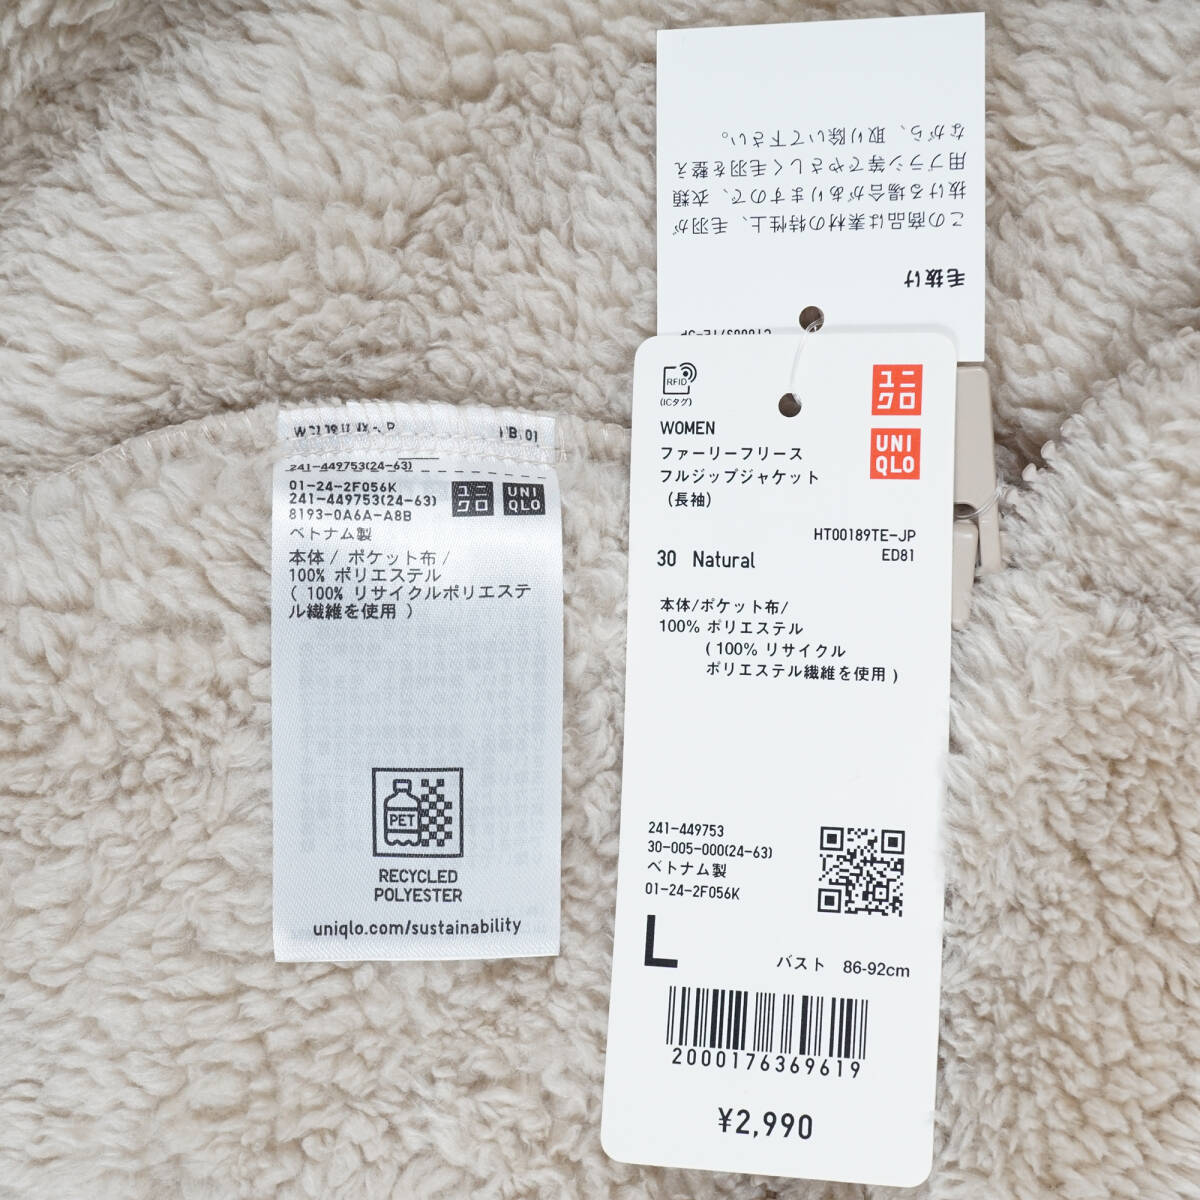 毛抜け
この商品は素材の特性上、毛羽が
抜ける場合がありますので、衣類
用ブラシ等でやさしく毛羽を整え
ながら、取り除いて下さい。
RFID
(ICタグ)
ユニ
クロ
UNI
QLO
WOMEN
ファーリーフリース
フルジップジャケット
(長袖)
HT00189TE-JP
ED81
30 Natural
本体/ポケット布/
100% ポリエステル
( 100% リサイクル
ポリエステル繊維を使用 )
241-449753
30-005-000(24-63)
ベトナム製
01-24-2F056K
L
バスト 86-92cm
2000176369619
¥2,990
241-449753(24-63)
01-24-2F056K
241-449753(24-63)
8193-0A6A-A8B
ベトナム製
ユニ
クロ
UNI
QLO
本体/ ポケット布/
100% ポリエステル
( 100% リサイクルポリエステ
ル繊維を使用 )
PET
RECYCLED
POLYESTER
uniqlo.com/sustainability